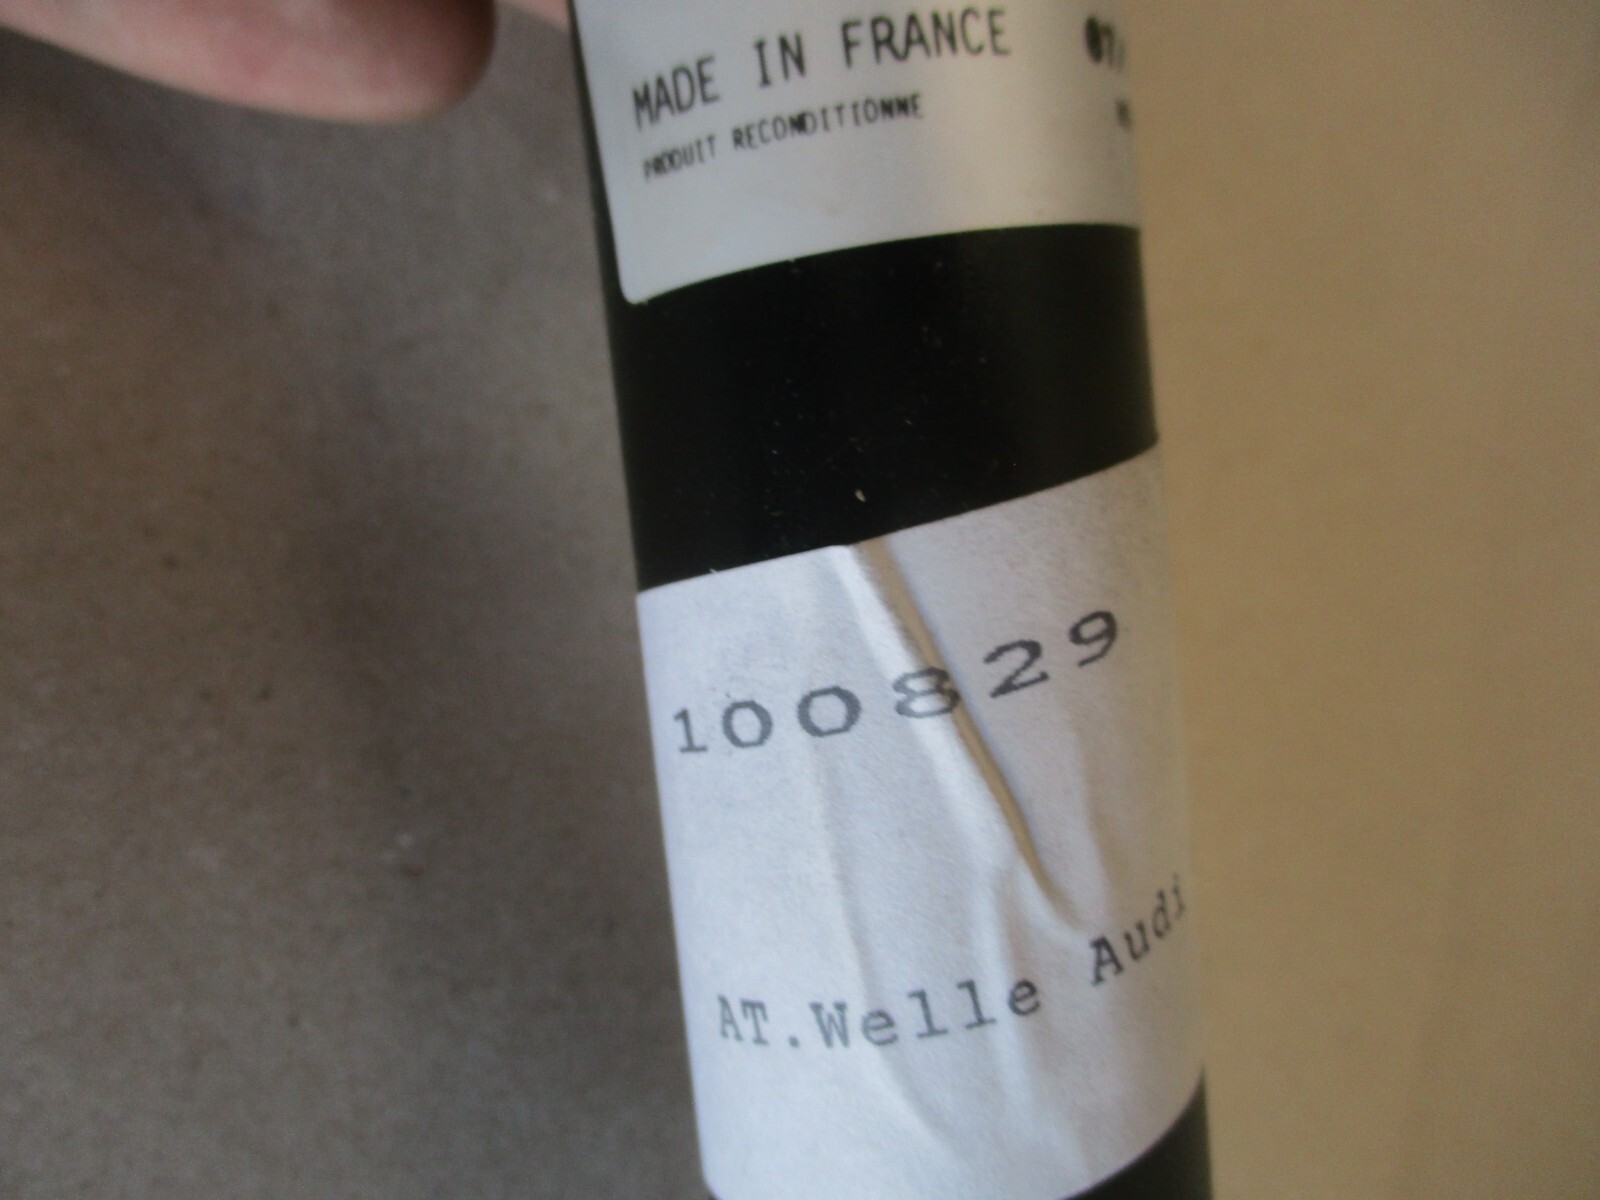 MADE IN FRANCE
PRODUIT RECONDITIONNE
100829
AT.Welle Audi